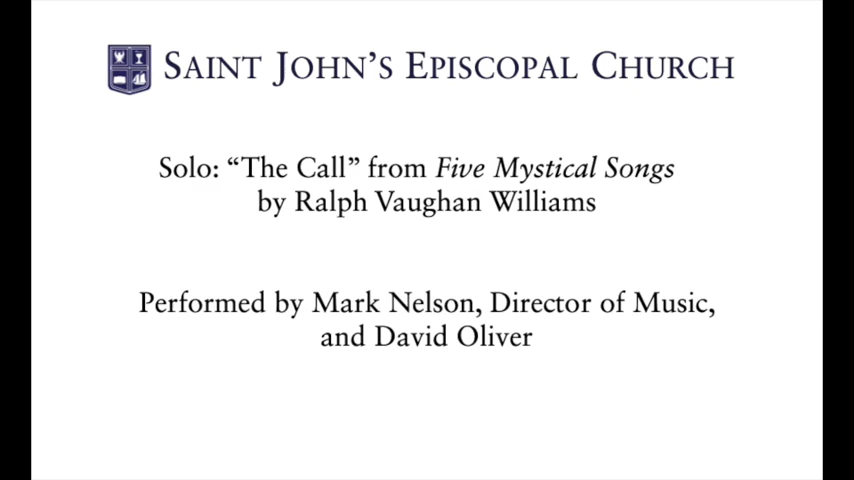 SAINT JOHN’S EPISCOPAL CHURCH
Solo: “The Call” from Five Mystical Songs
by Ralph Vaughan Williams
Performed by Mark Nelson, Director of Music,
and David Oliver